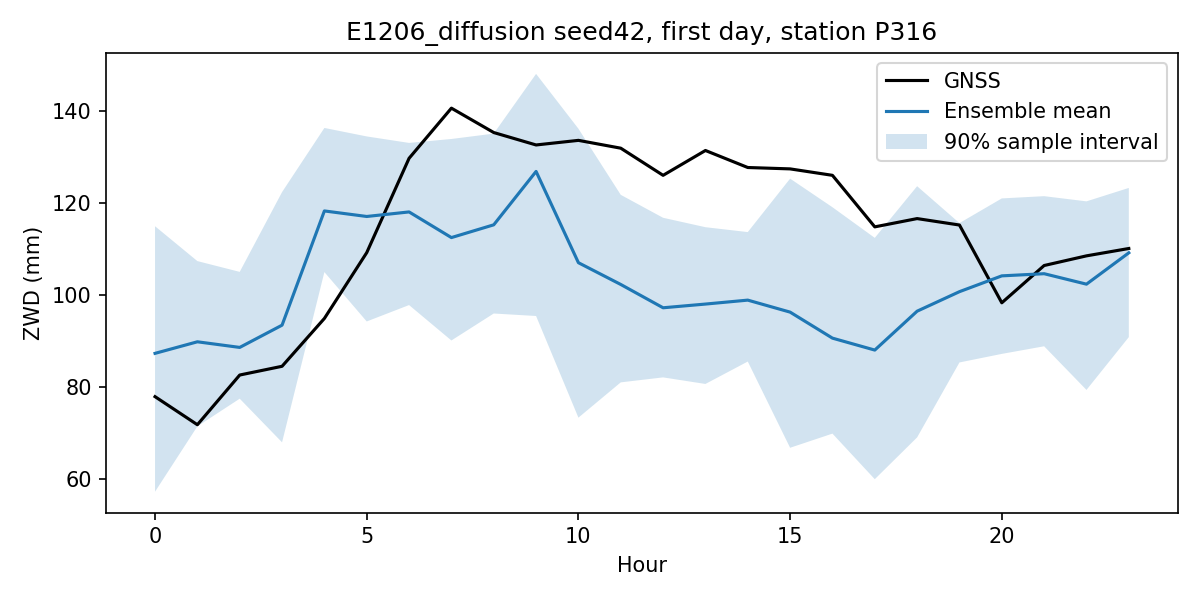 E1206_diffusion seed42, first day, station P316
GNSS
Ensemble mean
90% sample interval
ZWD (mm)
140
120
100
80
60
0 5 10 15 20
Hour